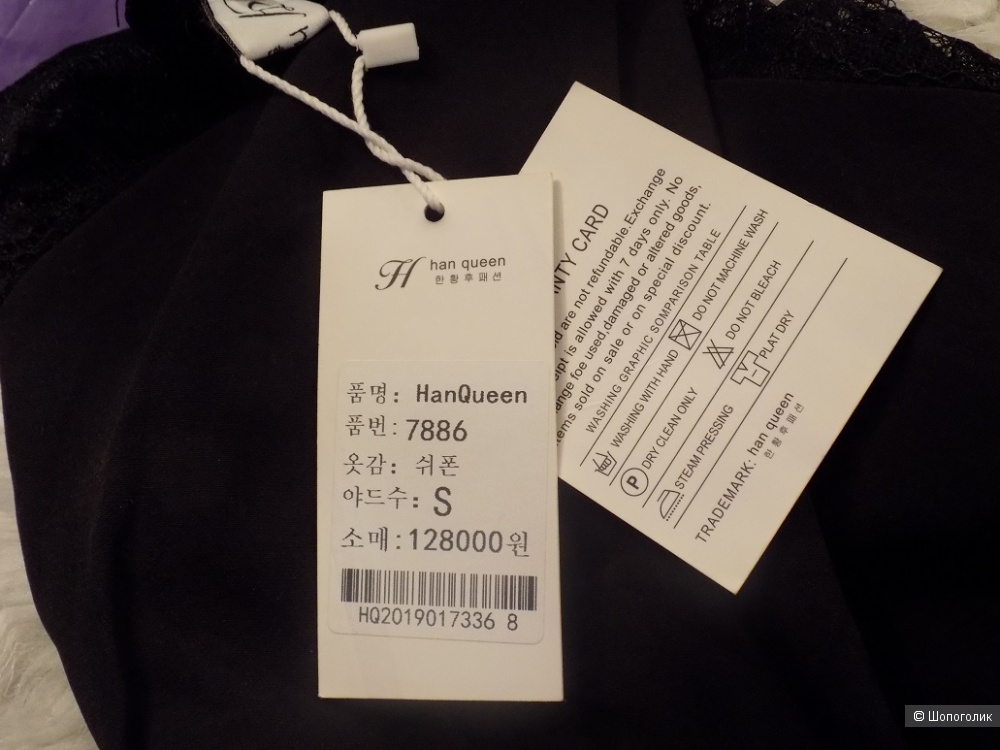 han queen
한황후패션
품명: HanQueen
품번: 7886
옷감: 쉬폰
야드수: S
소매: 128000원
HQ2019017336 8
NTY CARD
are not refundable.Exchange
is allowed with 7 days only. No
foe used,damaged or altered goods,
items sold on sale or on special discount.
WASHING GRAPHIC SOMPARISON TABLE
WASHING WITH HAND DO NOT MACHINE WASH
P DRY CLEAN ONLY DO NOT BLEACH
STEAM PRESSING PLAT DRY
TRADEMARK: han queen
한황후패션
© Шопоголик